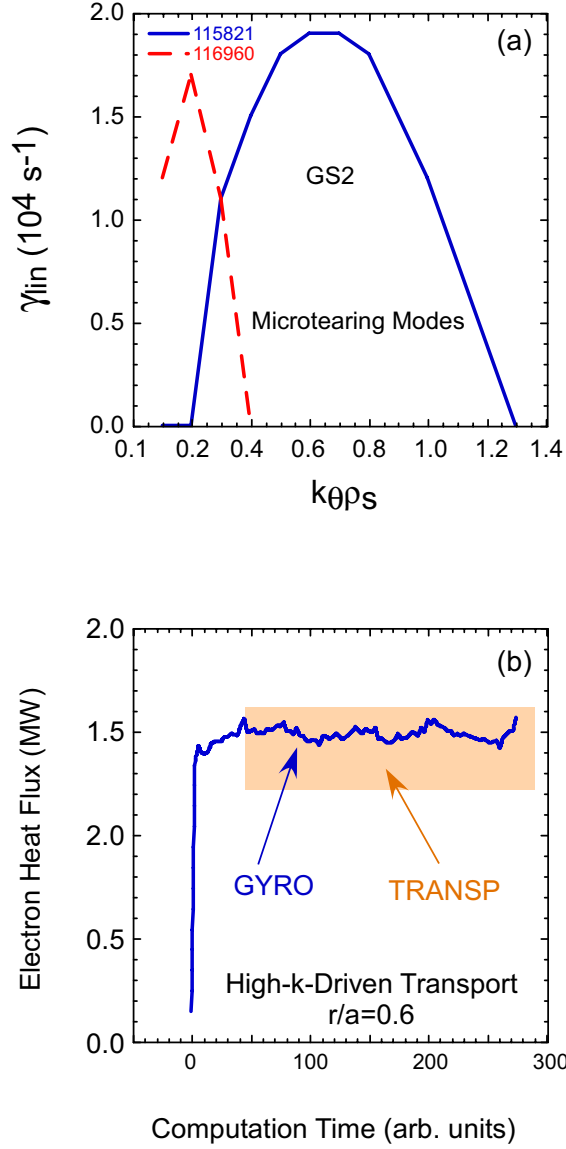 2.0
(a)
115821
116960
1.5
GS2
1.0
γlin (10⁴ s⁻¹)
0.5
Microtearing Modes
0.0
0.1 0.2 0.4 0.6 0.8 1.0 1.2 1.4
kθρs
2.0
(b)
1.5
Electron Heat Flux (MW)
2.0
GYRO
TRANSP
0.5
High-k-Driven Transport
r/a=0.6
0.0
0 100 200 300
Computation Time (arb. units)